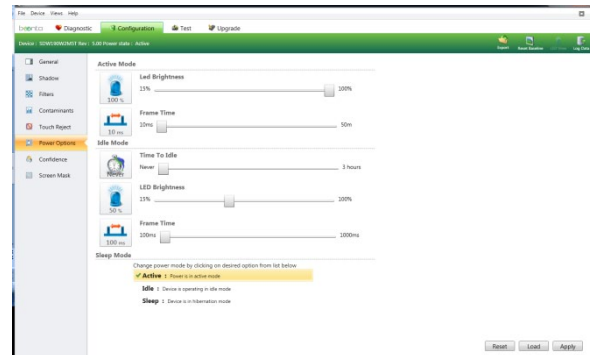 File Device Views Help
Diagnostic Configuration Test Upgrade
Power state : Active
Export Reset Baseline Log Data
General
Shadow
Filters
Contaminants
Touch Reject
Power Options
Confidence
Screen Mask
Active Mode
Led Brightness
15% 100%
100 %
Frame Time
10ms 50m
10 ms
Idle Mode
Time To Idle
Never 3 hours
Never
LED Brightness
15% 100%
50 %
Frame Time
100ms 1000ms
100 ms
Sleep Mode
Change power mode by clicking on desired option from list below
Active : Power is in active mode
Idle : Device is operating in idle mode
Sleep : Device is in hibernation mode
Reset Load Apply